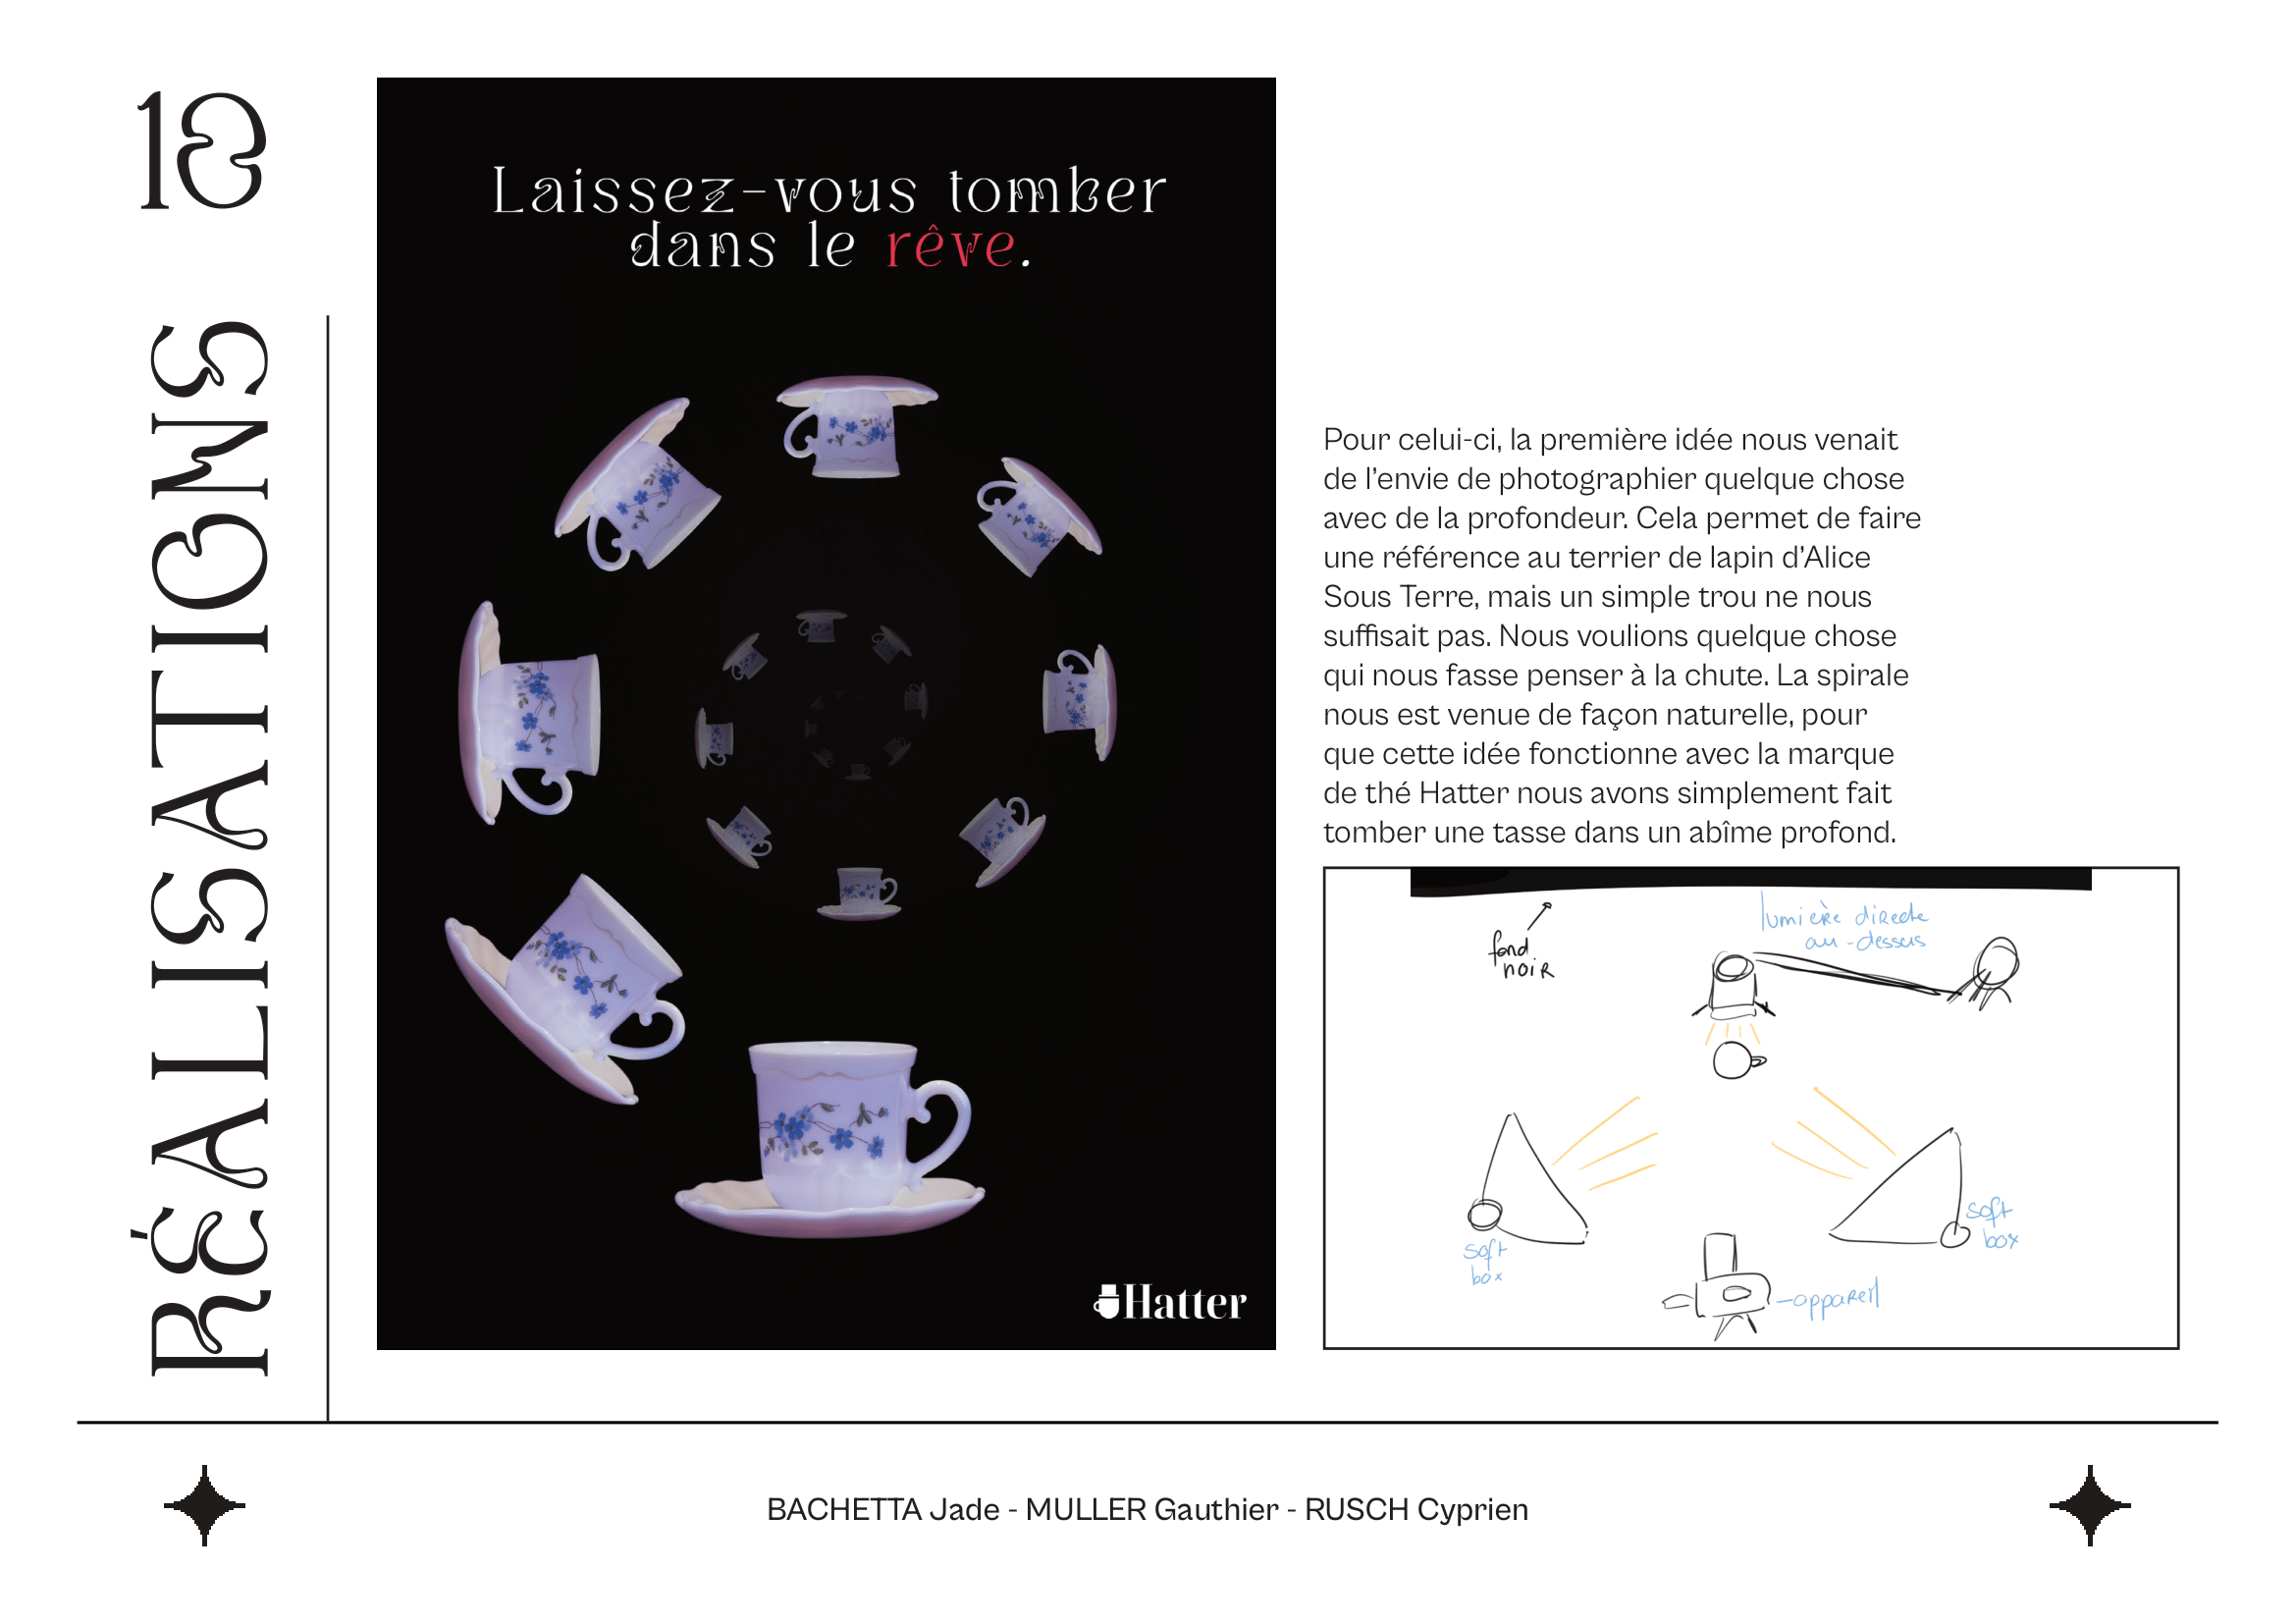 18
RÉALISATIONS
Laissez-vous tomber
dans le rêve.
Hatter
Pour celui-ci, la première idée nous venait
de l’envie de photographier quelque chose
avec de la profondeur. Cela permet de faire
une référence au terrier de lapin d’Alice
Sous Terre, mais un simple trou ne nous
suffisait pas. Nous voulions quelque chose
qui nous fasse penser à la chute. La spirale
nous est venue de façon naturelle, pour
que cette idée fonctionne avec la marque
de thé Hatter nous avons simplement fait
tomber une tasse dans un abîme profond.
fond
noir
lumière directe
au-dessus
soft
box
soft
box
appareil
BACHETTA Jade - MULLER Gauthier - RUSCH Cyprien